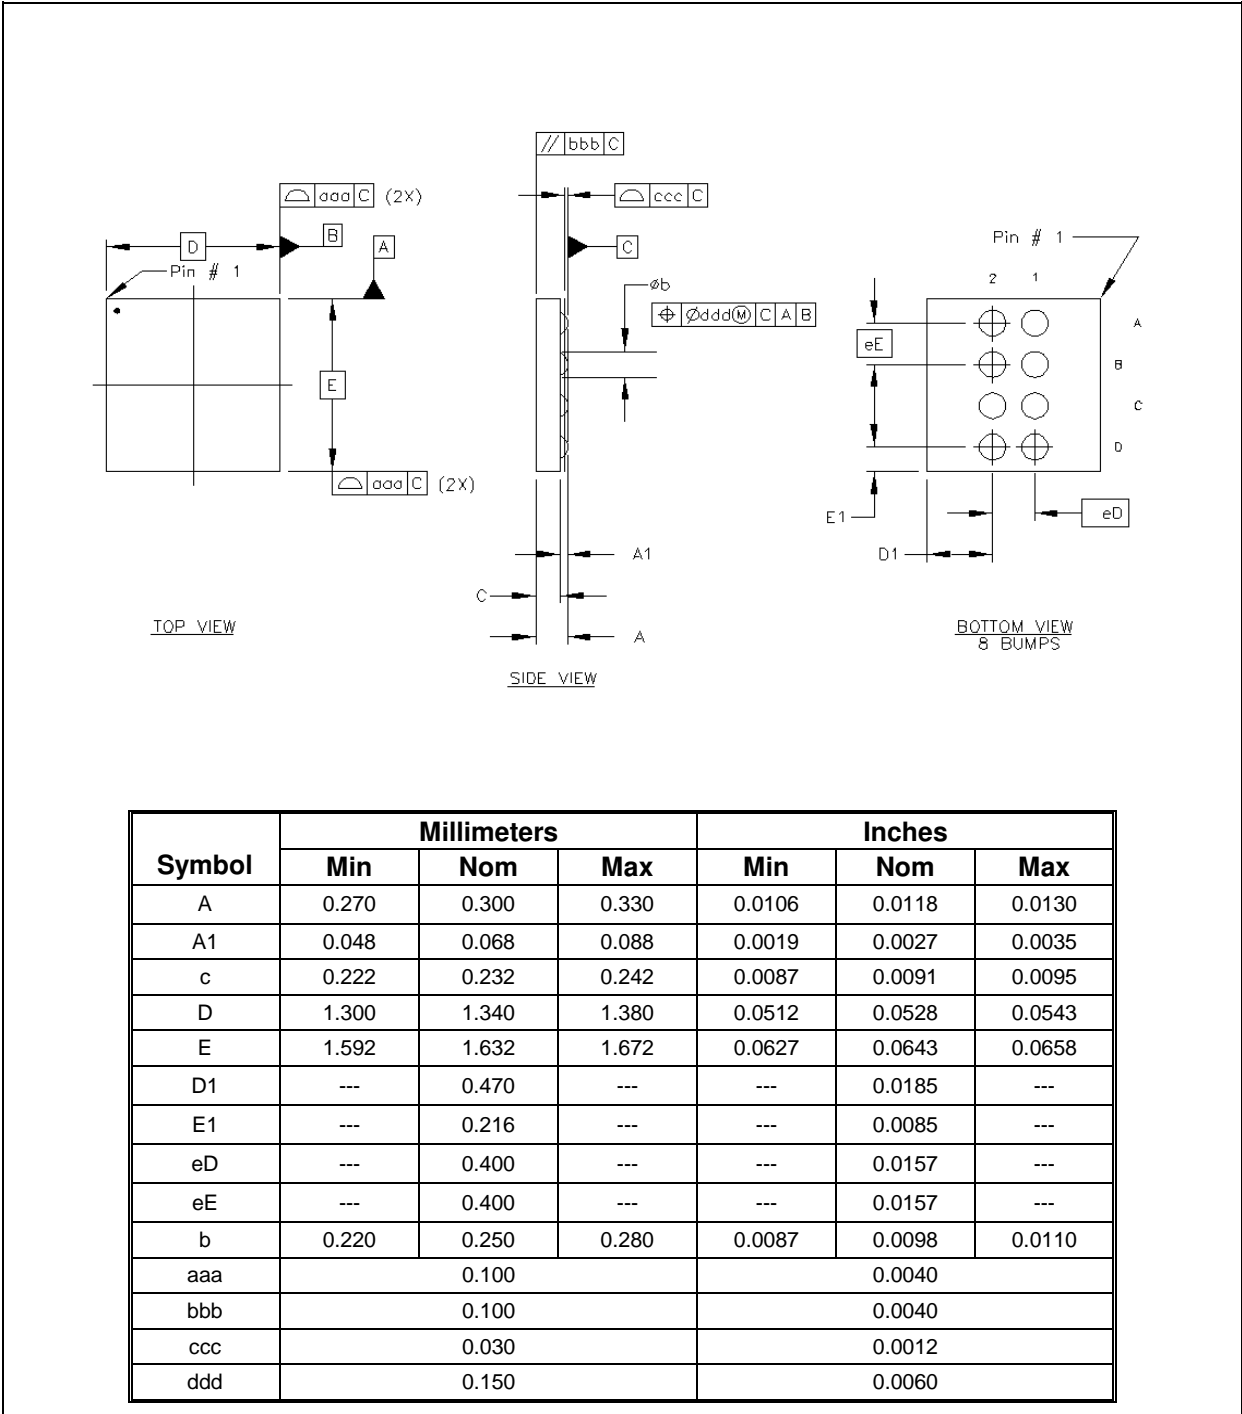 // bbb C
aaa C (2X)
ccc C
D
B
A
C
Pin # 1
Pin # 1
øb
2 1
Ødddⓜ C A B
A
eE
B
E
C
D
aaa C (2X)
E1
eD
A1
D1
C
A
TOP VIEW
BOTTOM VIEW
8 BUMPS
SIDE VIEW
Symbol Millimeters Inches
Min Nom Max Min Nom Max
A 0.270 0.300 0.330 0.0106 0.0118 0.0130
A1 0.048 0.068 0.088 0.0019 0.0027 0.0035
c 0.222 0.232 0.242 0.0087 0.0091 0.0095
D 1.300 1.340 1.380 0.0512 0.0528 0.0543
E 1.592 1.632 1.672 0.0627 0.0643 0.0658
D1 --- 0.470 --- --- 0.0185 ---
E1 --- 0.216 --- --- 0.0085 ---
eD --- 0.400 --- --- 0.0157 ---
eE --- 0.400 --- --- 0.0157 ---
b 0.220 0.250 0.280 0.0087 0.0098 0.0110
aaa 0.100 0.0040
bbb 0.100 0.0040
ccc 0.030 0.0012
ddd 0.150 0.0060